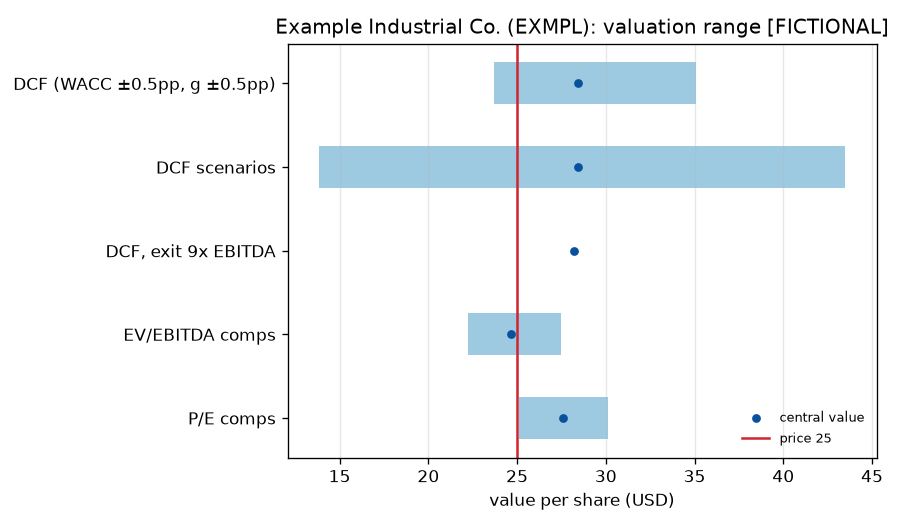 Example Industrial Co. (EXMPL): valuation range [FICTIONAL]
DCF (WACC ±0.5pp, g ±0.5pp)
DCF scenarios
DCF, exit 9x EBITDA
EV/EBITDA comps
P/E comps
central value
price 25
15 20 25 30 35 40 45
value per share (USD)